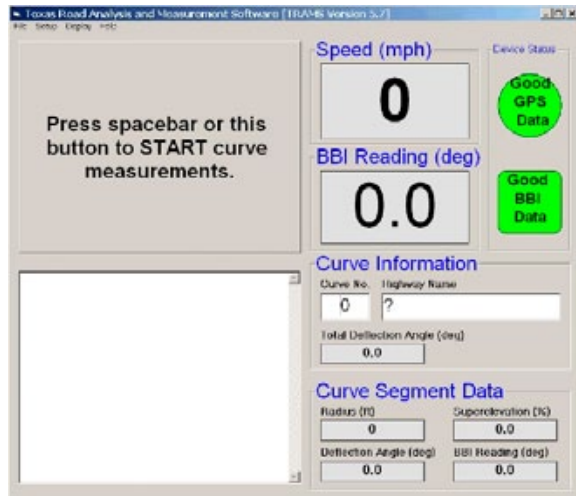 Texas Road Analysis and Measurement Software [TRAMS Version 5.7]
File Setup Display Help
Press spacebar or this
button to START curve
measurements.
Speed (mph)
0
BBI Reading (deg)
0.0
Device Status
Good
GPS
Data
Good
BBI
Data
Curve Information
Curve No. Highway Name
0 ?
Total Deflection Angle (deg)
0.0
Curve Segment Data
Radius (ft) Superelevation (%)
0 0.0
Deflection Angle (deg) BBI Reading (deg)
0.0 0.0